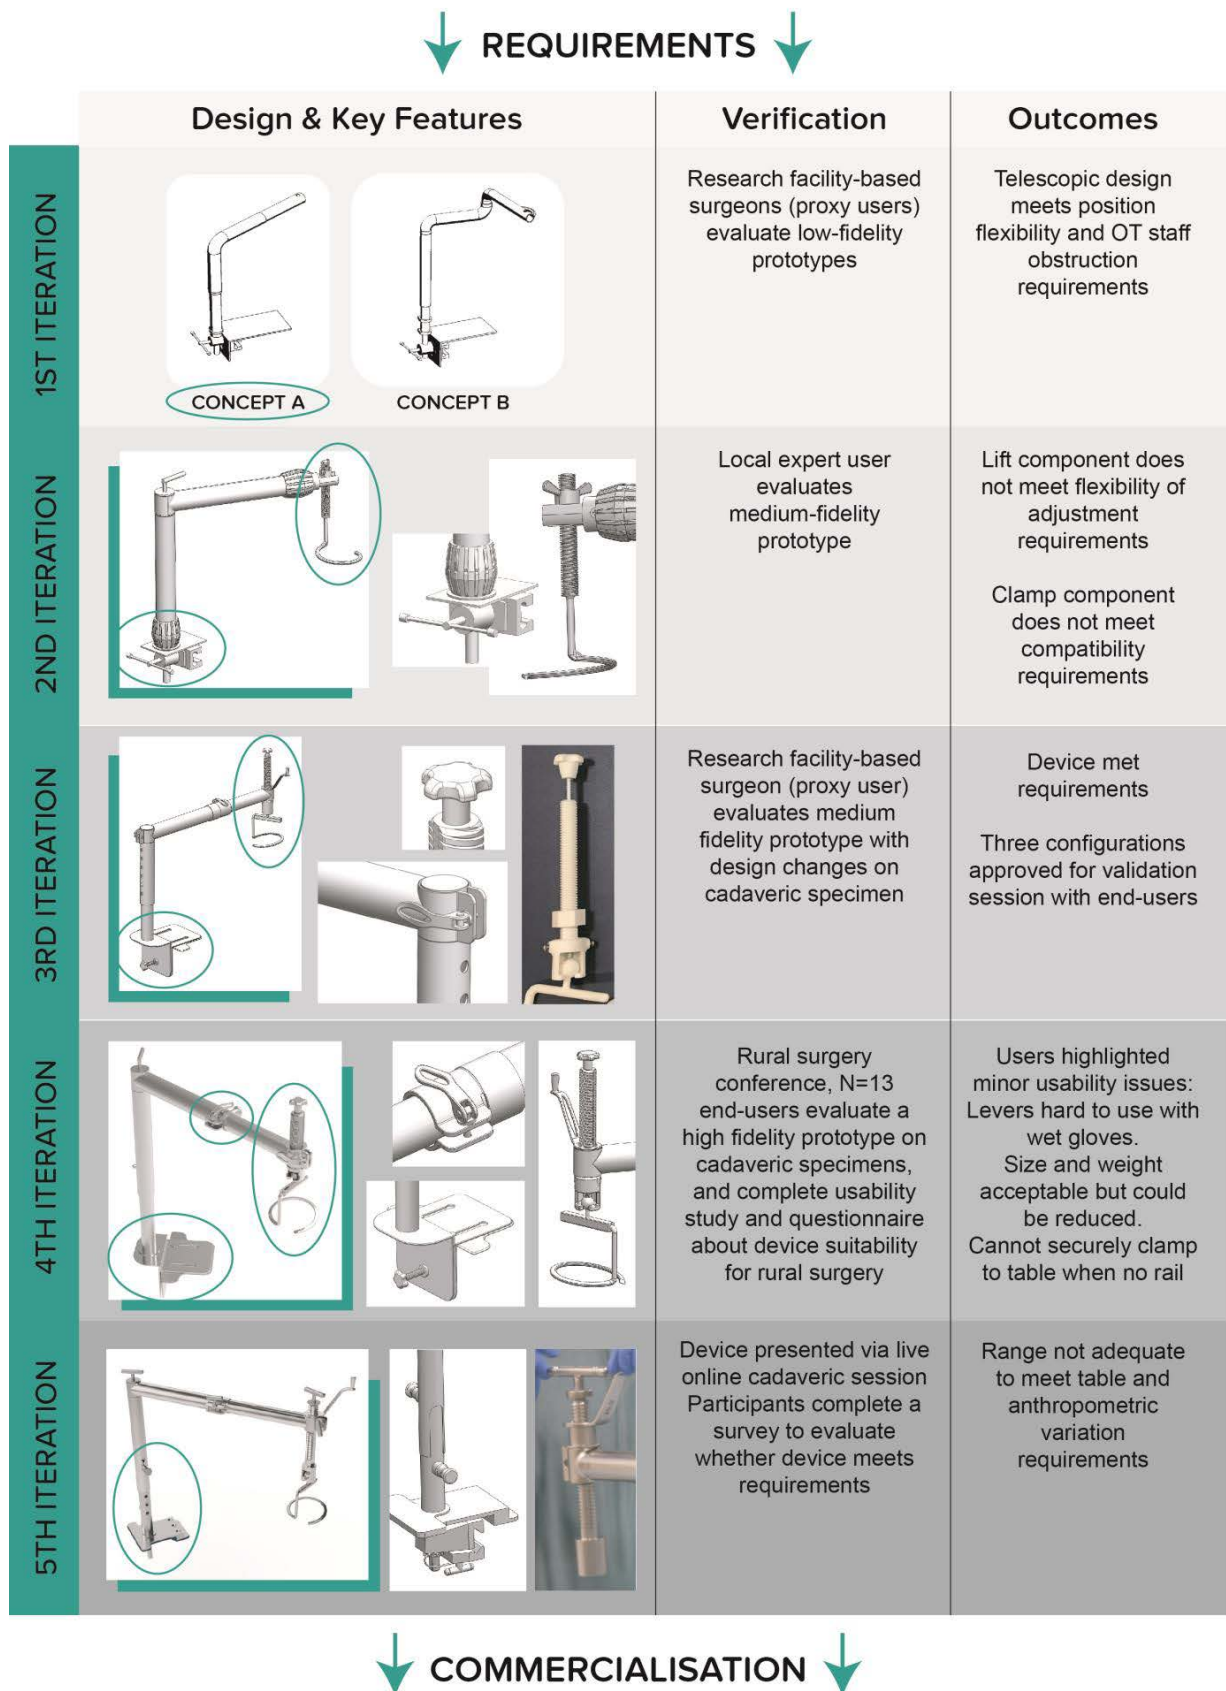 REQUIREMENTS
Design & Key Features
Verification
Outcomes
1ST ITERATION
CONCEPT A
CONCEPT B
Research facility-based
surgeons (proxy users)
evaluate low-fidelity
prototypes
Telescopic design
meets position
flexibility and OT staff
obstruction
requirements
2ND ITERATION
Local expert user
evaluates
medium-fidelity
prototype
Lift component does
not meet flexibility of
adjustment
requirements
Clamp component
does not meet
compatibility
requirements
3RD ITERATION
Research facility-based
surgeon (proxy user)
evaluates medium
fidelity prototype with
design changes on
cadaveric specimen
Device met
requirements
Three configurations
approved for validation
session with end-users
4TH ITERATION
Rural surgery
conference, N=13
end-users evaluate a
high fidelity prototype on
cadaveric specimens,
and complete usability
study and questionnaire
about device suitability
for rural surgery
Users highlighted
minor usability issues:
Levers hard to use with
wet gloves.
Size and weight
acceptable but could
be reduced.
Cannot securely clamp
to table when no rail
5TH ITERATION
Device presented via live
online cadaveric session
Participants complete a
survey to evaluate
whether device meets
requirements
Range not adequate
to meet table and
anthropometric
variation
requirements
COMMERCIALISATION